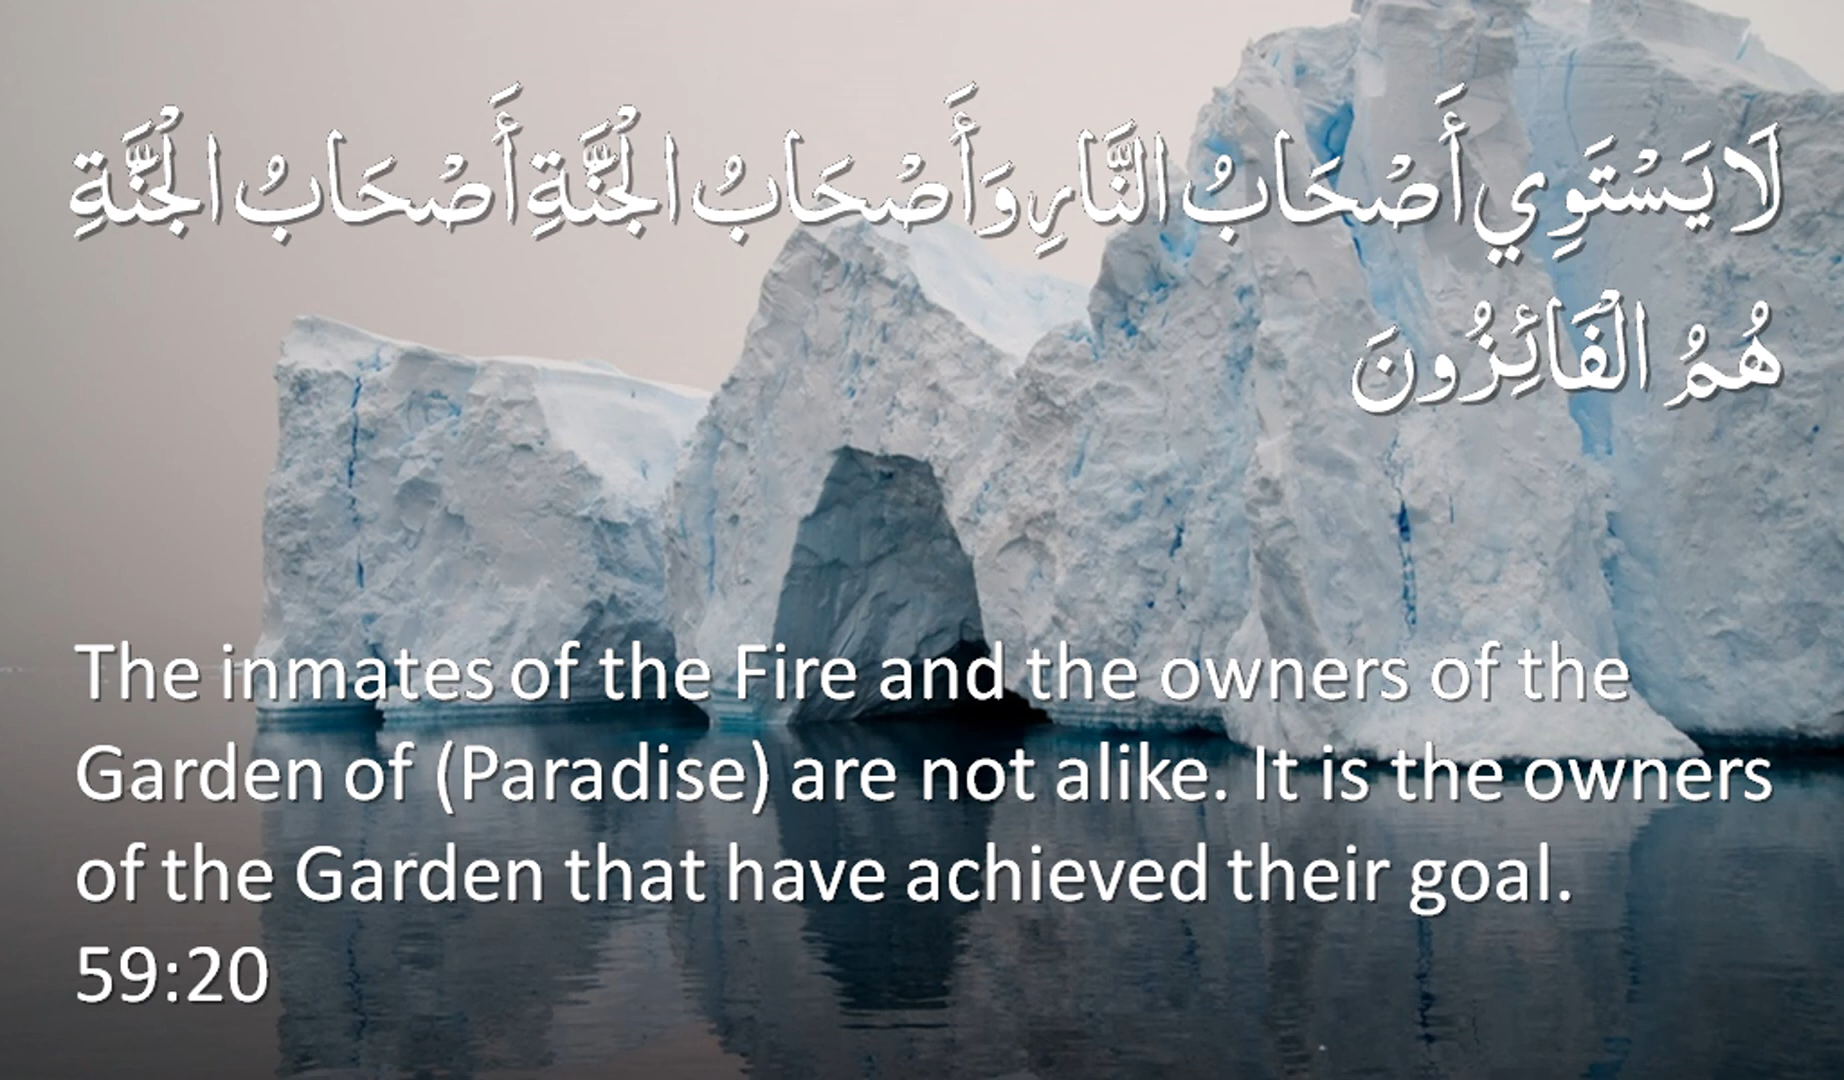 لَا يَسْتَوِي أَصْحَابُ النَّارِ وَأَصْحَابُ الْجَنَّةِ أَصْحَابُ الْجَنَّةِ
هُمُ الْفَائِزُونَ
The inmates of the Fire and the owners of the
Garden of (Paradise) are not alike. It is the owners
of the Garden that have achieved their goal.
59:20